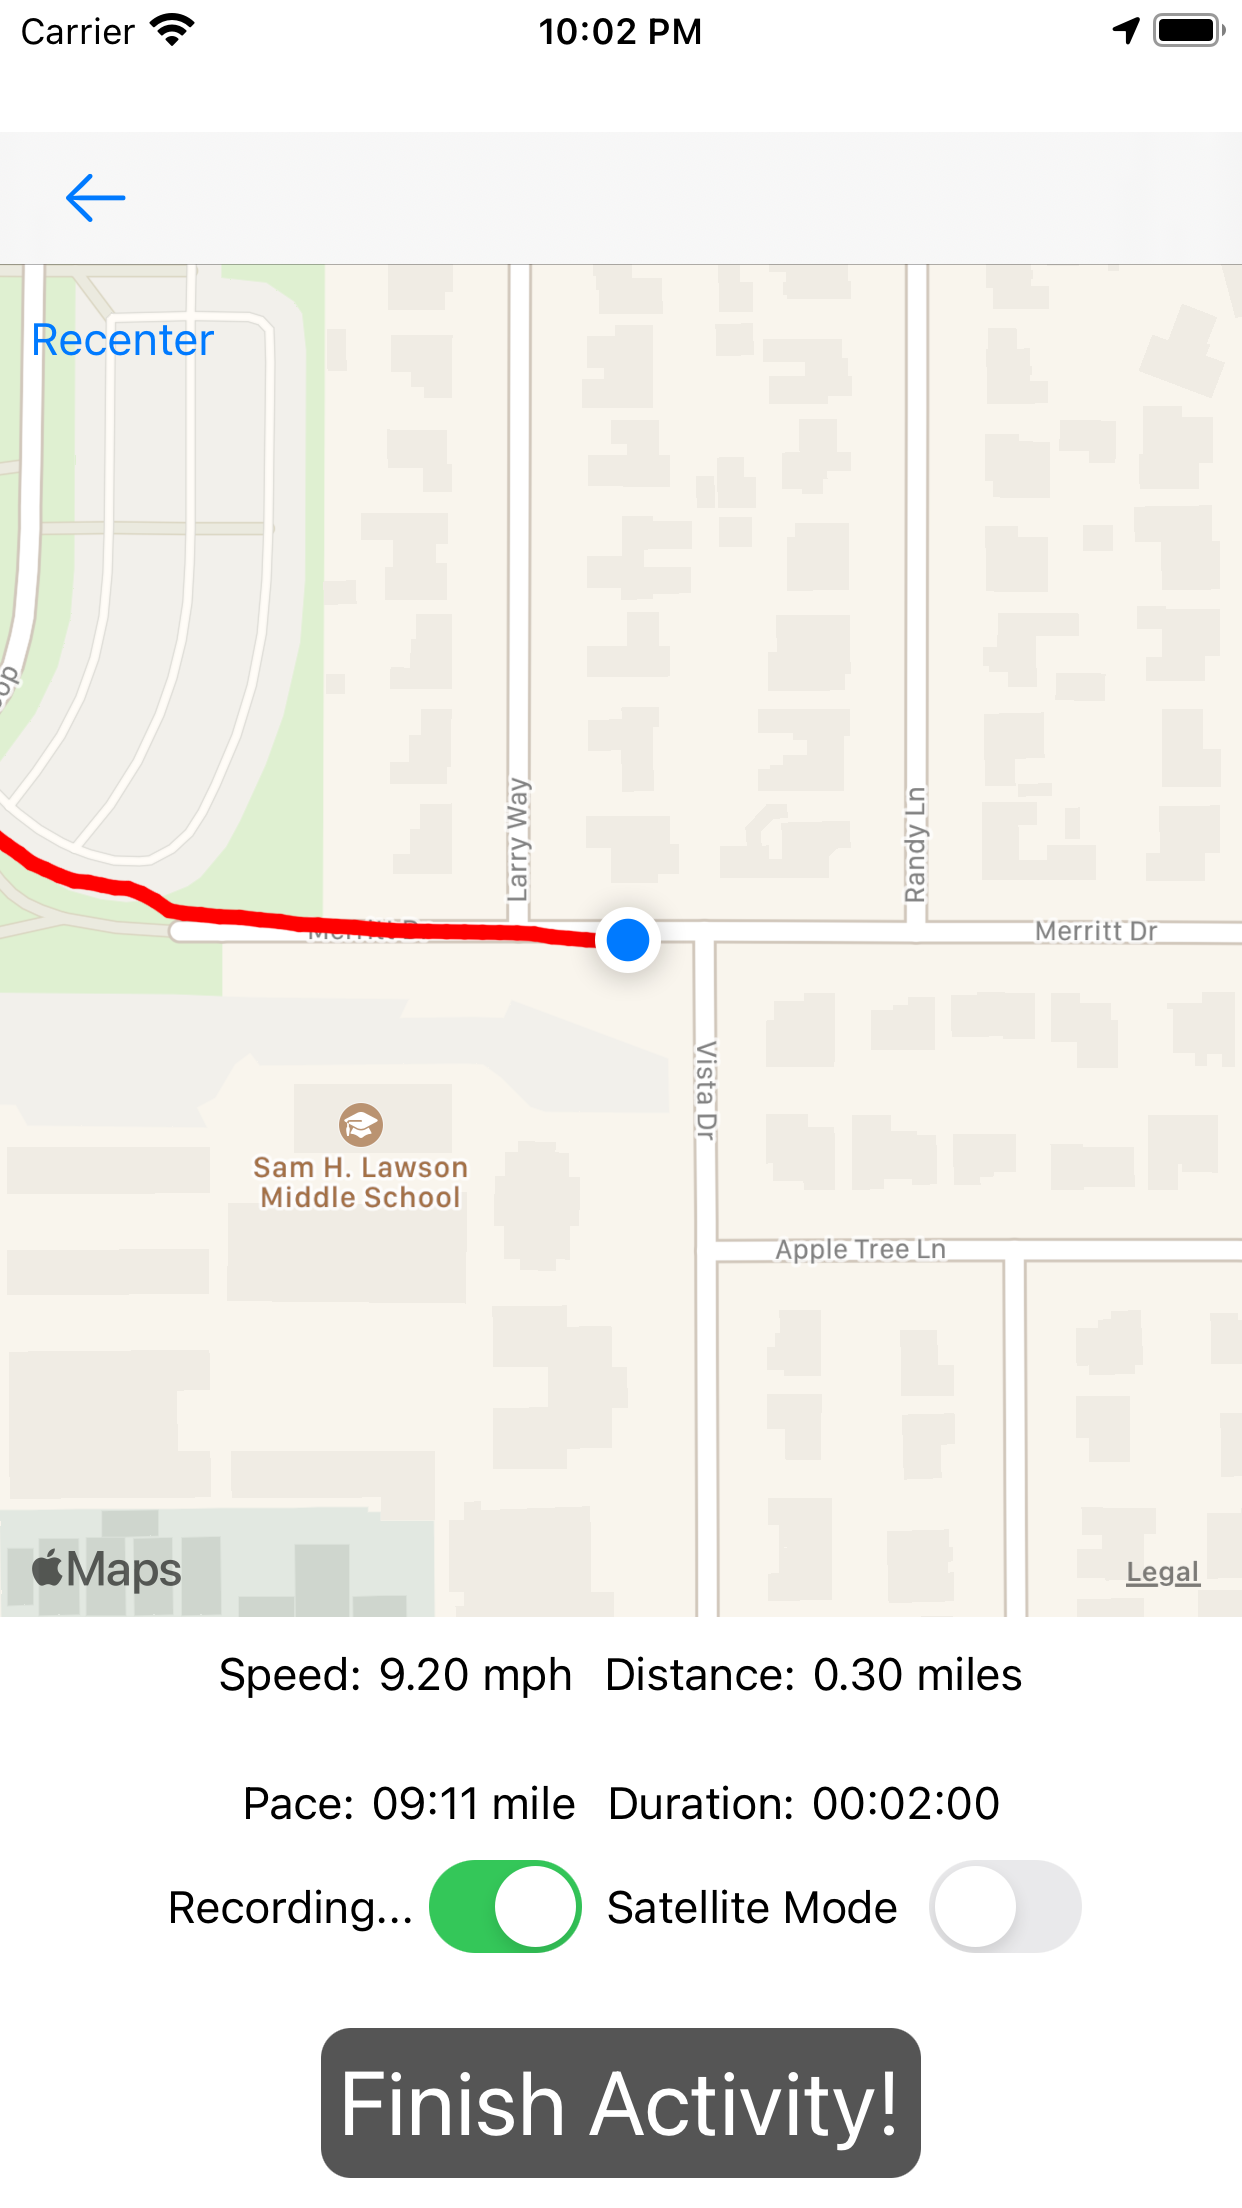 Carrier 10:02 PM
Recenter
Larry Way
Randy Ln
Merritt Dr
Merritt Dr
Vista Dr
Sam H. Lawson
Middle School
Apple Tree Ln
Maps
Legal
Speed: 9.20 mph Distance: 0.30 miles
Pace: 09:11 mile Duration: 00:02:00
Recording... Satellite Mode
Finish Activity!